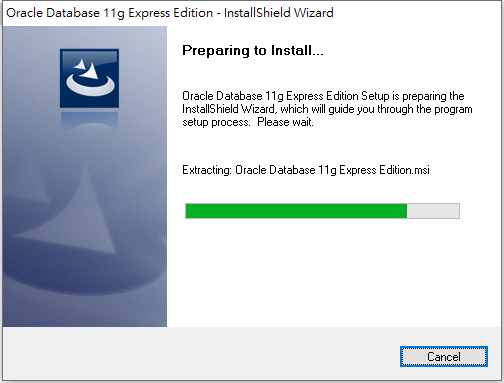 Oracle Database 11g Express Edition - InstallShield Wizard
Preparing to Install...
Oracle Database 11g Express Edition Setup is preparing the
InstallShield Wizard, which will guide you through the program
setup process. Please wait.
Extracting: Oracle Database 11g Express Edition.msi
Cancel